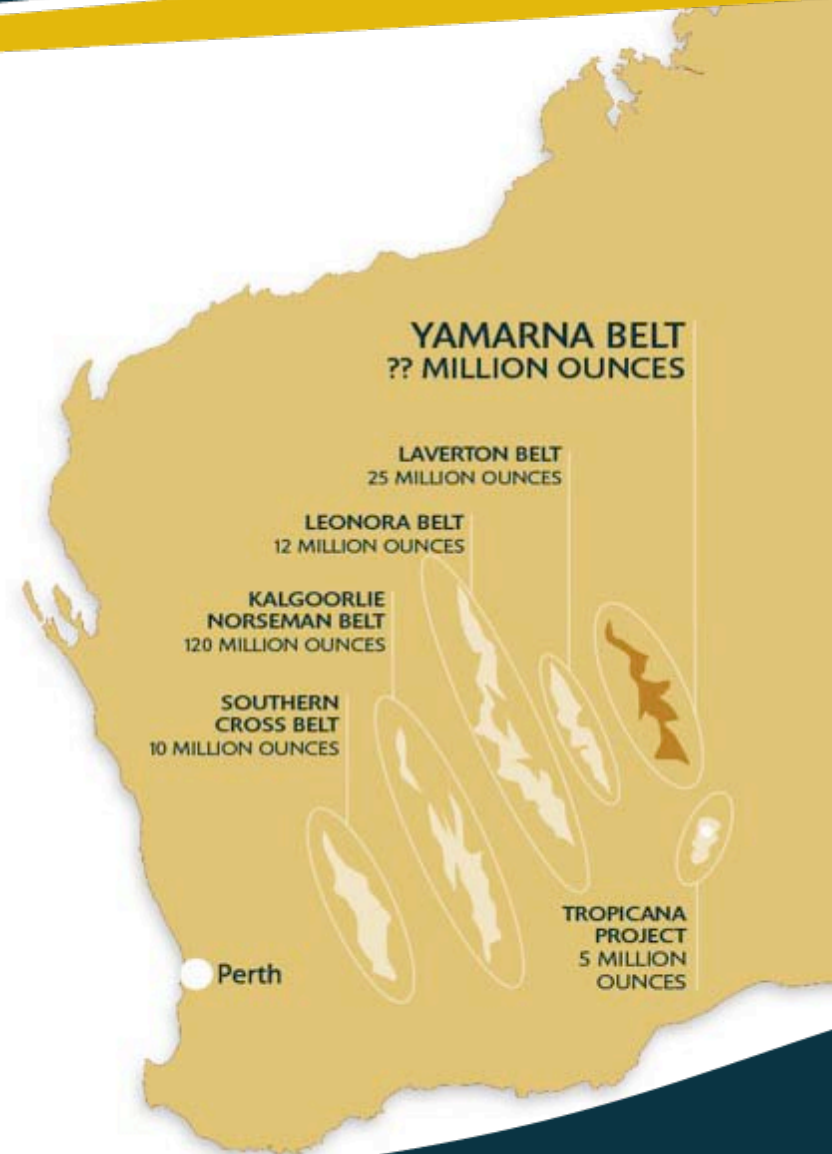 YAMARNA BELT
?? MILLION OUNCES
LAVERTON BELT
25 MILLION OUNCES
LEONORA BELT
12 MILLION OUNCES
KALGOORLIE
NORSEMAN BELT
120 MILLION OUNCES
SOUTHERN
CROSS BELT
10 MILLION OUNCES
TROPICANA
PROJECT
5 MILLION
OUNCES
Perth